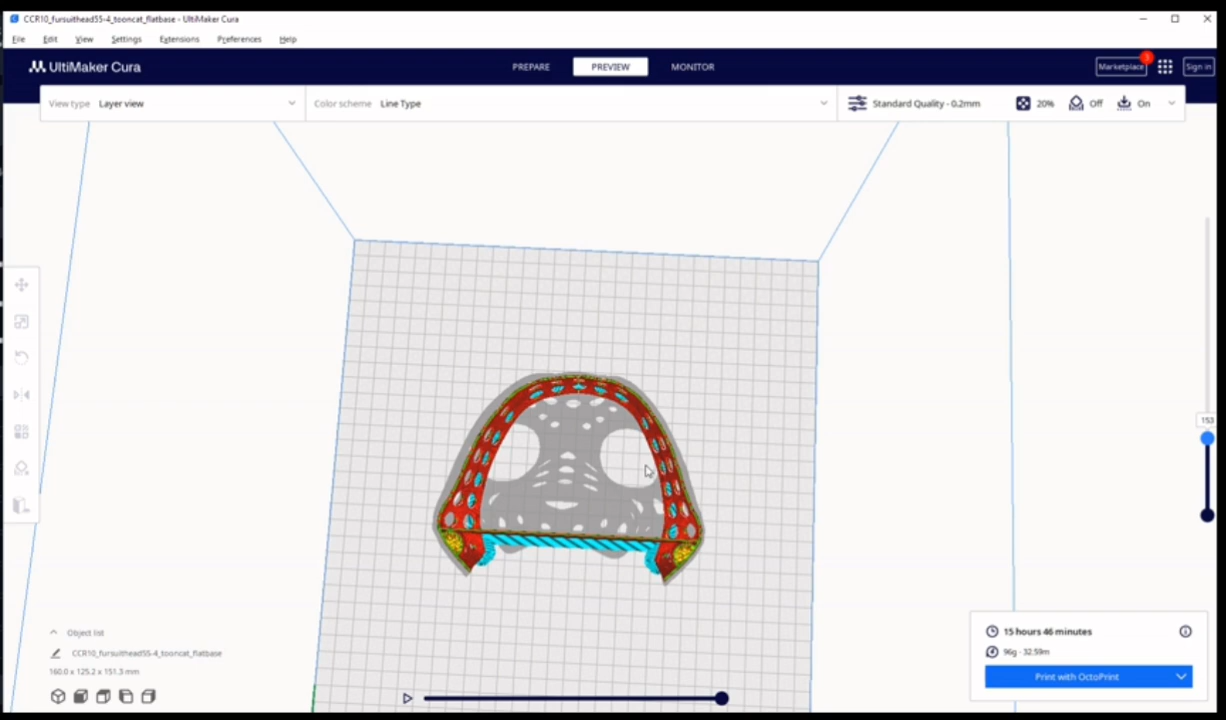 CCR10_fursuithead55-4_tooncat_flatbase - UltiMaker Cura
File Edit View Settings Extensions Preferences Help
UltiMaker Cura PREPARE PREVIEW MONITOR Marketplace 3 Sign in
View type Layer view Color scheme Line Type Standard Quality - 0.2mm 20% Off On
153
Object list
CCR10_fursuithead55-4_tooncat_flatbase
160.0 x 125.2 x 151.3 mm
15 hours 46 minutes
96g · 32.59m
Print with OctoPrint